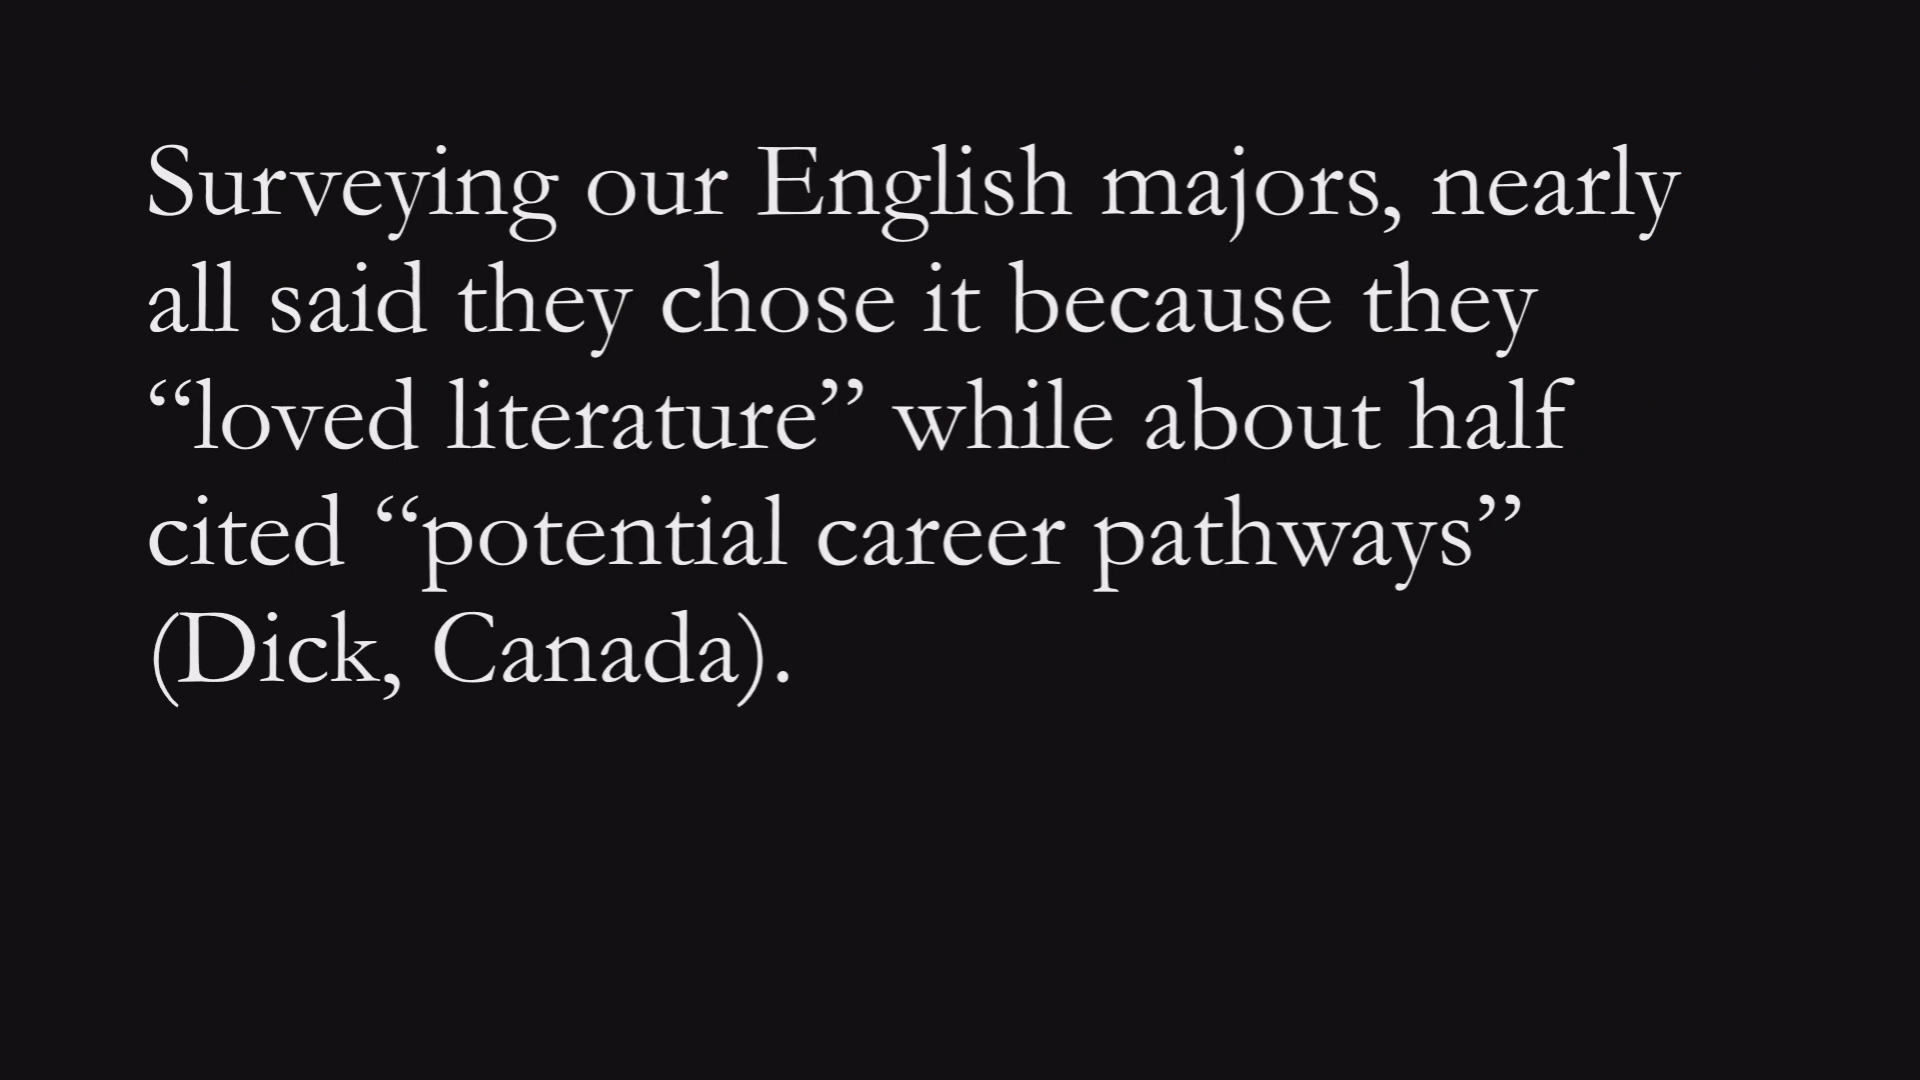 Surveying our English majors, nearly
all said they chose it because they
“loved literature” while about half
cited “potential career pathways”
(Dick, Canada).